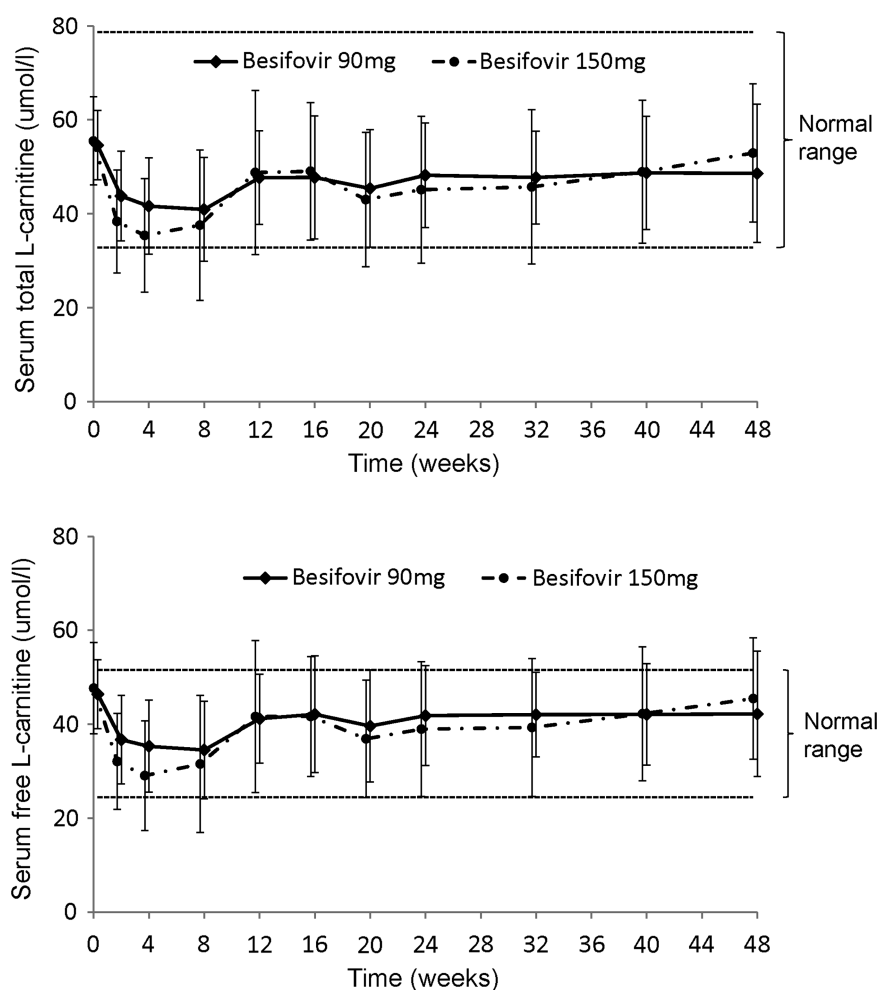 Serum total L-carnitine (umol/l)
80
60
40
20
0
Besifovir 90mg
Besifovir 150mg
Normal
range
0 4 8 12 16 20 24 28 32 36 40 44 48
Time (weeks)
Serum free L-carnitine (umol/l)
80
60
40
20
0
Besifovir 90mg
Besifovir 150mg
Normal
range
0 4 8 12 16 20 24 28 32 36 40 44 48
Time (weeks)